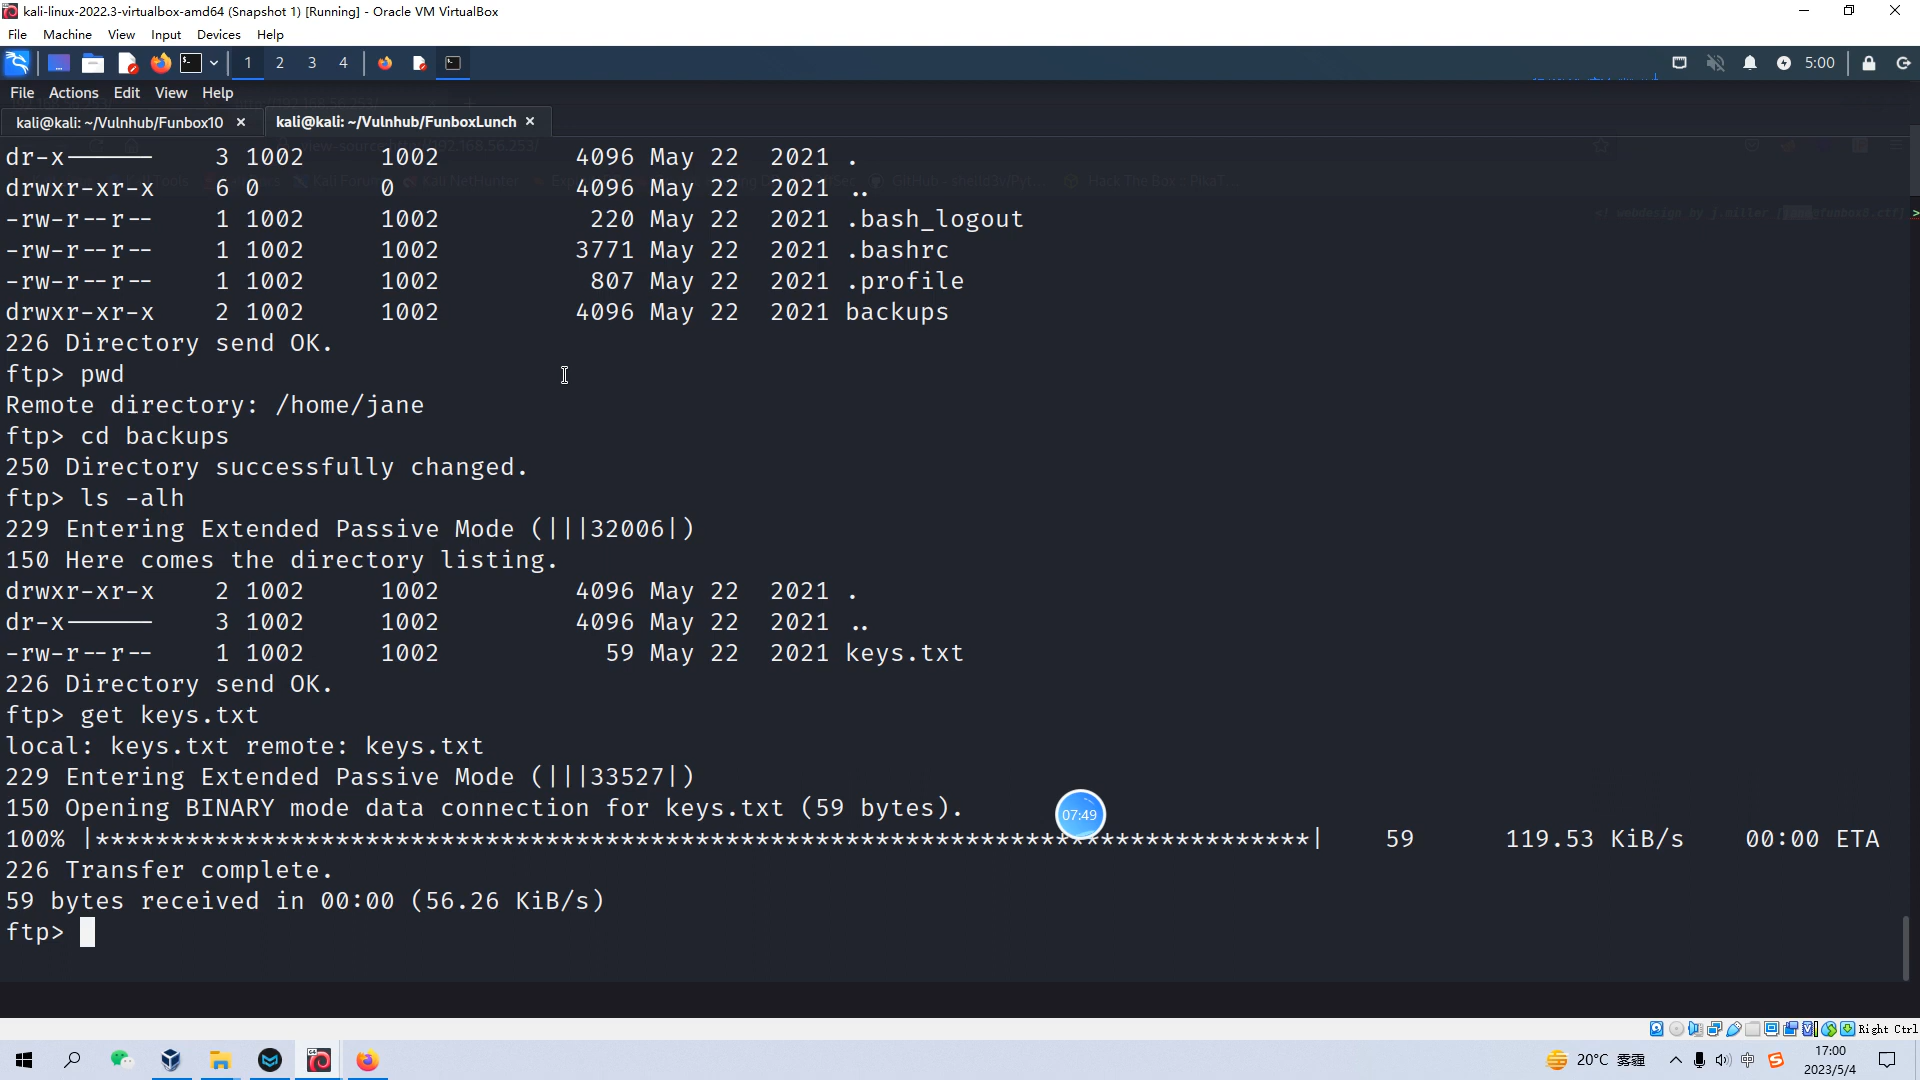 kali-linux-2022.3-virtualbox-amd64 (Snapshot 1) [Running] - Oracle VM VirtualBox
File Machine View Input Devices Help
1 2 3 4 5:00
File Actions Edit View Help
kali@kali: ~/Vulnhub/Funbox10 × kali@kali: ~/Vulnhub/FunboxLunch ×
dr-x------ 3 1002 1002 4096 May 22 2021 .
drwxr-xr-x 6 0 0 4096 May 22 2021 ..
-rw-r--r-- 1 1002 1002 220 May 22 2021 .bash_logout
-rw-r--r-- 1 1002 1002 3771 May 22 2021 .bashrc
-rw-r--r-- 1 1002 1002 807 May 22 2021 .profile
drwxr-xr-x 2 1002 1002 4096 May 22 2021 backups
226 Directory send OK.
ftp> pwd
Remote directory: /home/jane
ftp> cd backups
250 Directory successfully changed.
ftp> ls -alh
229 Entering Extended Passive Mode (|||32006|)
150 Here comes the directory listing.
drwxr-xr-x 2 1002 1002 4096 May 22 2021 .
dr-x------ 3 1002 1002 4096 May 22 2021 ..
-rw-r--r-- 1 1002 1002 59 May 22 2021 keys.txt
226 Directory send OK.
ftp> get keys.txt
local: keys.txt remote: keys.txt
229 Entering Extended Passive Mode (|||33527|)
150 Opening BINARY mode data connection for keys.txt (59 bytes).
07:49
100% |*********************************************************************************| 59 119.53 KiB/s 00:00 ETA
226 Transfer complete.
59 bytes received in 00:00 (56.26 KiB/s)
ftp>
Right Ctrl
20°C 雾霾 中 17:00
2023/5/4